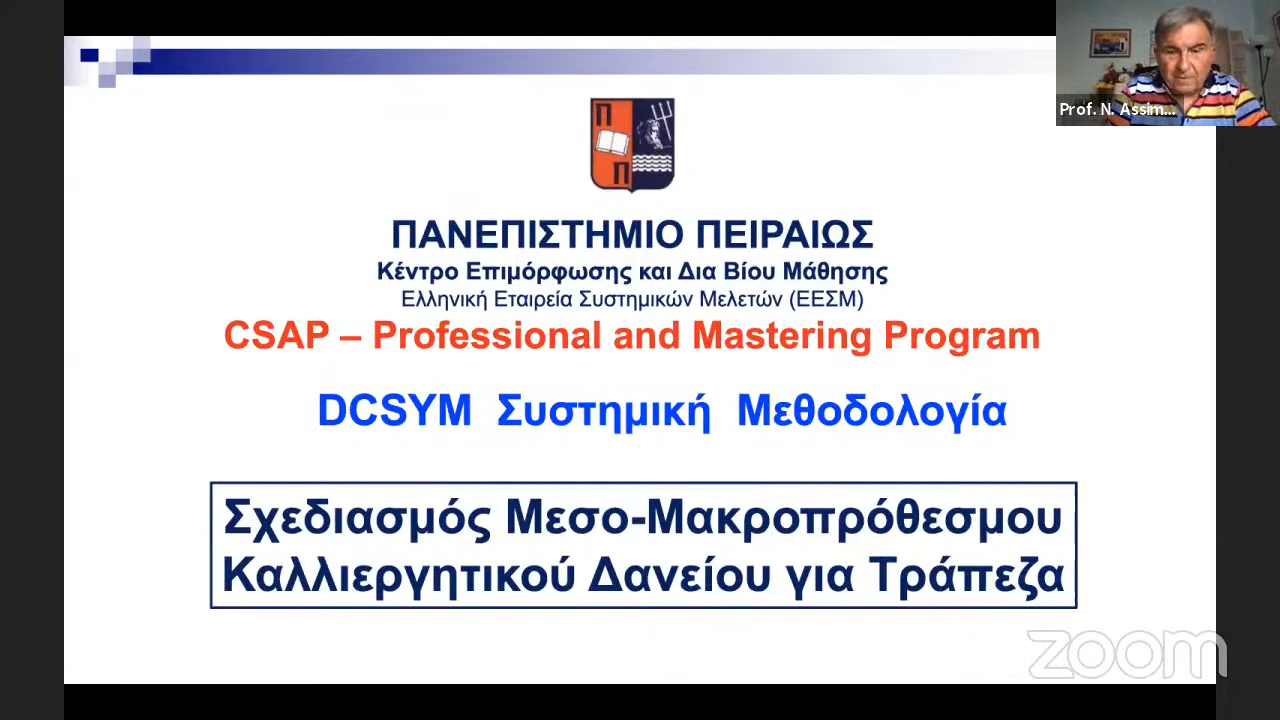 Prof. N. Assim...
Π
Π
ΠΑΝΕΠΙΣΤΗΜΙΟ ΠΕΙΡΑΙΩΣ
Κέντρο Επιμόρφωσης και Δια Βίου Μάθησης
Ελληνική Εταιρεία Συστημικών Μελετών (ΕΕΣΜ)
CSAP – Professional and Mastering Program
DCSYM Συστημική Μεθοδολογία
Σχεδιασμός Μεσο-Μακροπρόθεσμου
Καλλιεργητικού Δανείου για Τράπεζα
zoom